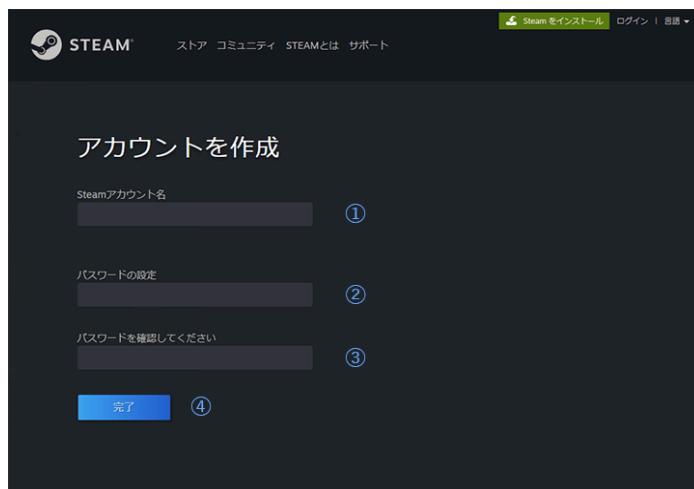 Steam をインストール ログイン | 言語
STEAM® ストア コミュニティ STEAMとは サポート
アカウントを作成
Steamアカウント名
①
パスワードの設定
②
パスワードを確認してください
③
完了 ④